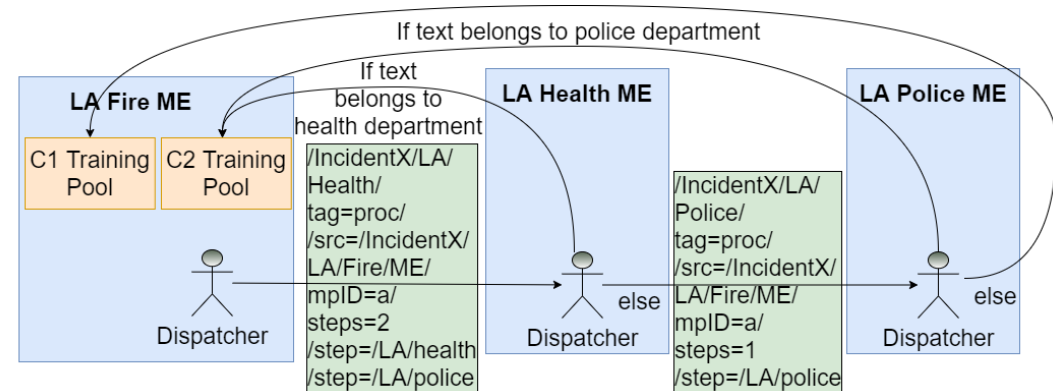 If text belongs to police department
If text
belongs to
health department
LA Fire ME
LA Health ME
LA Police ME
C1 Training
Pool
C2 Training
Pool
/IncidentX/LA/
Health/
tag=proc/
/src=/IncidentX/
LA/Fire/ME/
mpID=a/
steps=2
/step=/LA/health
/step=/LA/police
/IncidentX/LA/
Police/
tag=proc/
/src=/IncidentX/
LA/Fire/ME/
mpID=a/
steps=1
/step=/LA/police
Dispatcher
else
Dispatcher
else
Dispatcher